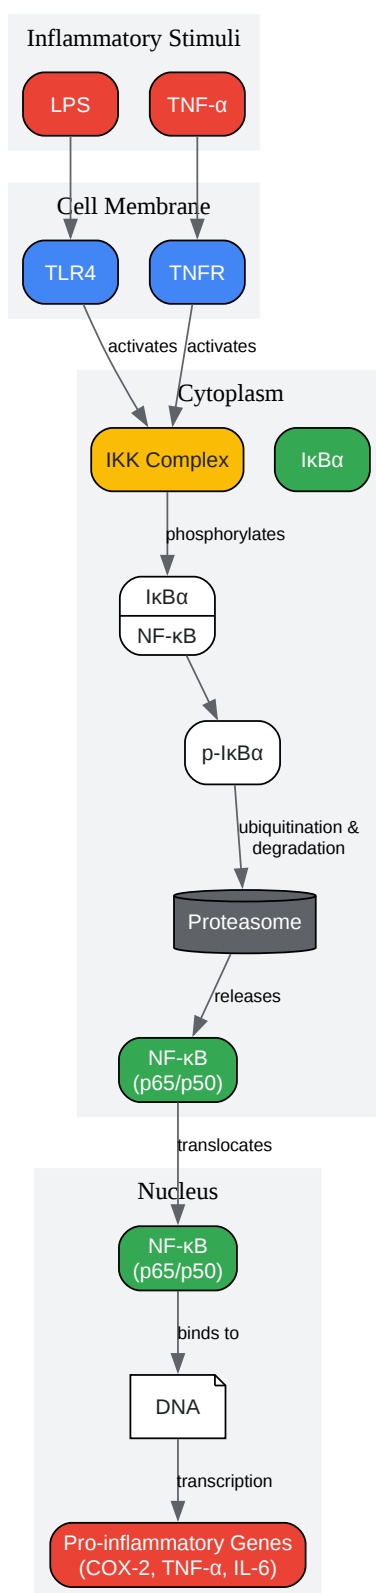 Inflammatory Stimuli
LPS
TNF-α
Cell Membrane
TLR4
TNFR
activates
activates
Cytoplasm
IKK Complex
IκBα
phosphorylates
IκBα
NF-κB
p-IκBα
ubiquitination &
degradation
Proteasome
releases
NF-κB
(p65/p50)
translocates
Nucleus
NF-κB
(p65/p50)
binds to
DNA
transcription
Pro-inflammatory Genes
(COX-2, TNF-α, IL-6)